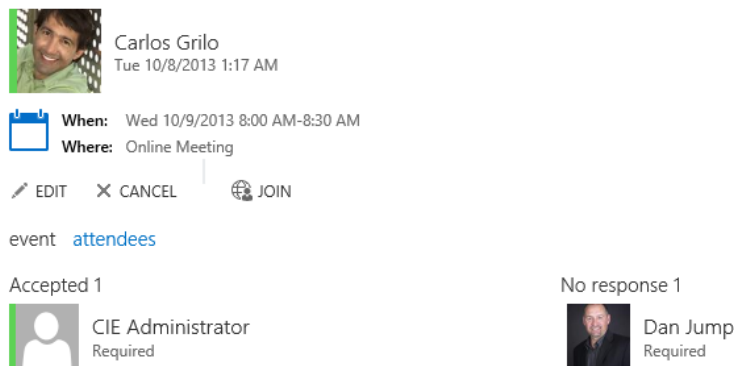 Carlos Grilo
Tue 10/8/2013 1:17 AM
When: Wed 10/9/2013 8:00 AM-8:30 AM
Where: Online Meeting
EDIT CANCEL JOIN
event attendees
Accepted 1 No response 1
CIE Administrator Dan Jump
Required Required